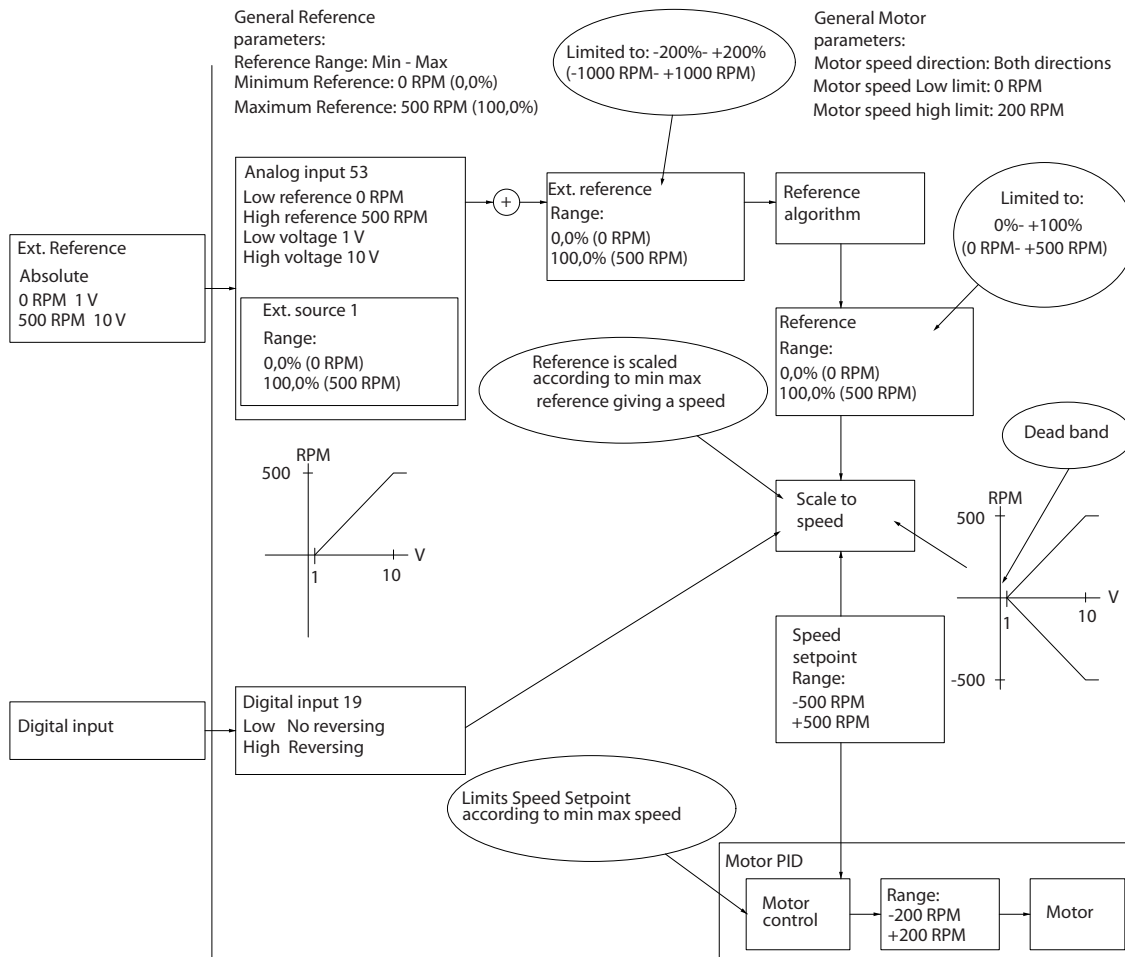 General Reference
parameters:
Reference Range: Min - Max
Minimum Reference: 0 RPM (0,0%)
Maximum Reference: 500 RPM (100,0%)
Limited to: -200%- +200%
(-1000 RPM- +1000 RPM)
General Motor
parameters:
Motor speed direction: Both directions
Motor speed Low limit: 0 RPM
Motor speed high limit: 200 RPM
Ext. Reference
Absolute
0 RPM 1 V
500 RPM 10 V
Analog input 53
Low reference 0 RPM
High reference 500 RPM
Low voltage 1 V
High voltage 10 V
Ext. source 1
Range:
0,0% (0 RPM)
100,0% (500 RPM)
+
Ext. reference
Range:
0,0% (0 RPM)
100,0% (500 RPM)
Reference
algorithm
Limited to:
0%- +100%
(0 RPM- +500 RPM)
Reference
Range:
0,0% (0 RPM)
100,0% (500 RPM)
Reference is scaled
according to min max
reference giving a speed
Dead band
RPM
500
V
1
10
Scale to
speed
RPM
500
V
1
10
-500
Speed
setpoint
Range:
-500 RPM
+500 RPM
Digital input
Digital input 19
Low No reversing
High Reversing
Limits Speed Setpoint
according to min max speed
Motor PID
Motor
control
Range:
-200 RPM
+200 RPM
Motor